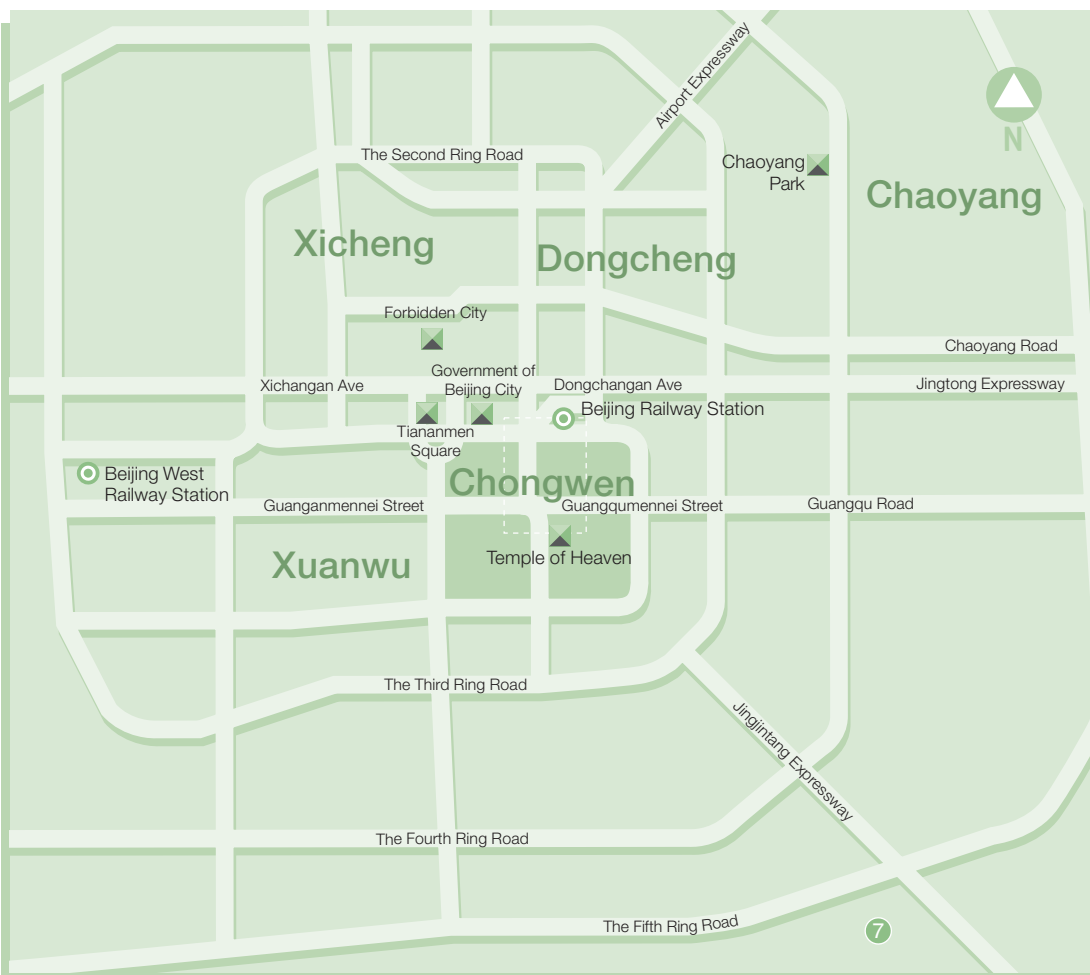 Airport Expressway
N
The Second Ring Road
Chaoyang
Park
Chaoyang
Xicheng
Dongcheng
Forbidden City
Chaoyang Road
Government of
Beijing City
Xichangan Ave
Dongchangan Ave
Jingtong Expressway
Beijing Railway Station
Tiananmen
Square
Beijing West
Railway Station
Chongwen
Guanganmennei Street
Guangqumennei Street
Guangqu Road
Temple of Heaven
Xuanwu
The Third Ring Road
Jingjintang Expressway
The Fourth Ring Road
The Fifth Ring Road
7